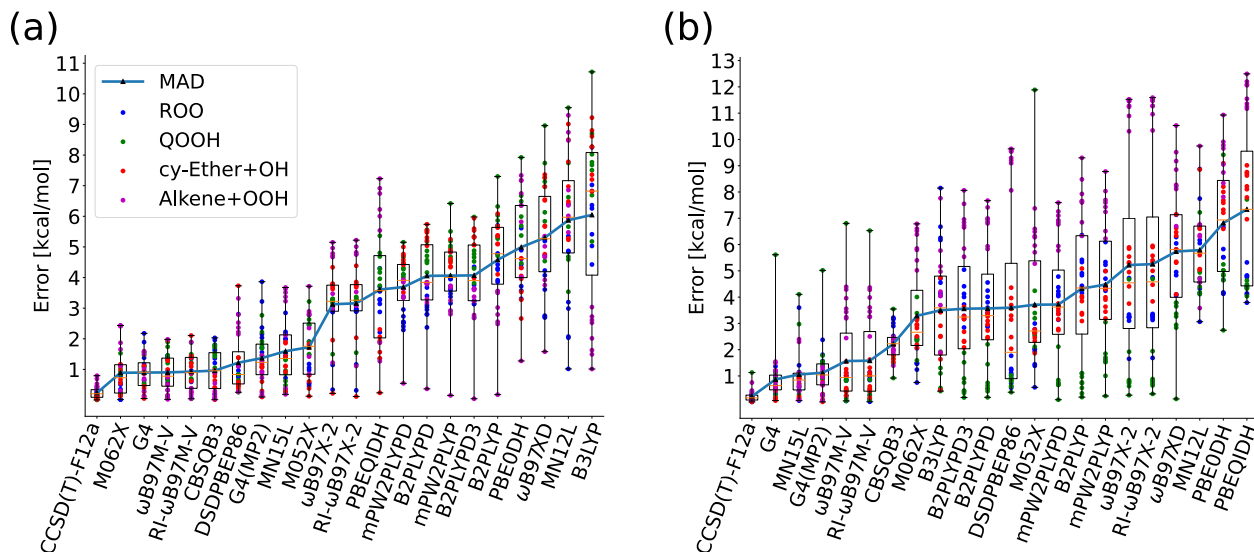 (a)
Error [kcal/mol]
11
10
9
8
7
6
5
4
3
2
1
MAD
ROO
QOOH
cy-Ether+OH
Alkene+OOH
CCSD(T)-F12a
M062X
G4
ωB97M-V
RI-ωB97M-V
CBSQB3
DSDPBEP86
G4(MP2)
MN15L
M052X
ωB97X-2
RI-ωB97X-2
PBEQIDH
mPW2PLYPD
B2PLYPD
mPW2PLYP
B2PLYPD3
B2PLYP
PBE0DH
ωB97XD
MN12L
B3LYP
(b)
Error [kcal/mol]
13
12
11
10
9
8
7
6
5
4
3
2
1
CCSD(T)-F12a
G4
MN15L
G4(MP2)
ωB97M-V
RI-ωB97M-V
CBSQB3
M062X
B3LYP
B2PLYPD3
B2PLYPD
DSDPBEP86
M052X
mPW2PLYPD
B2PLYP
mPW2PLYP
ωB97X-2
RI-ωB97X-2
ωB97XD
MN12L
PBE0DH
PBEQIDH